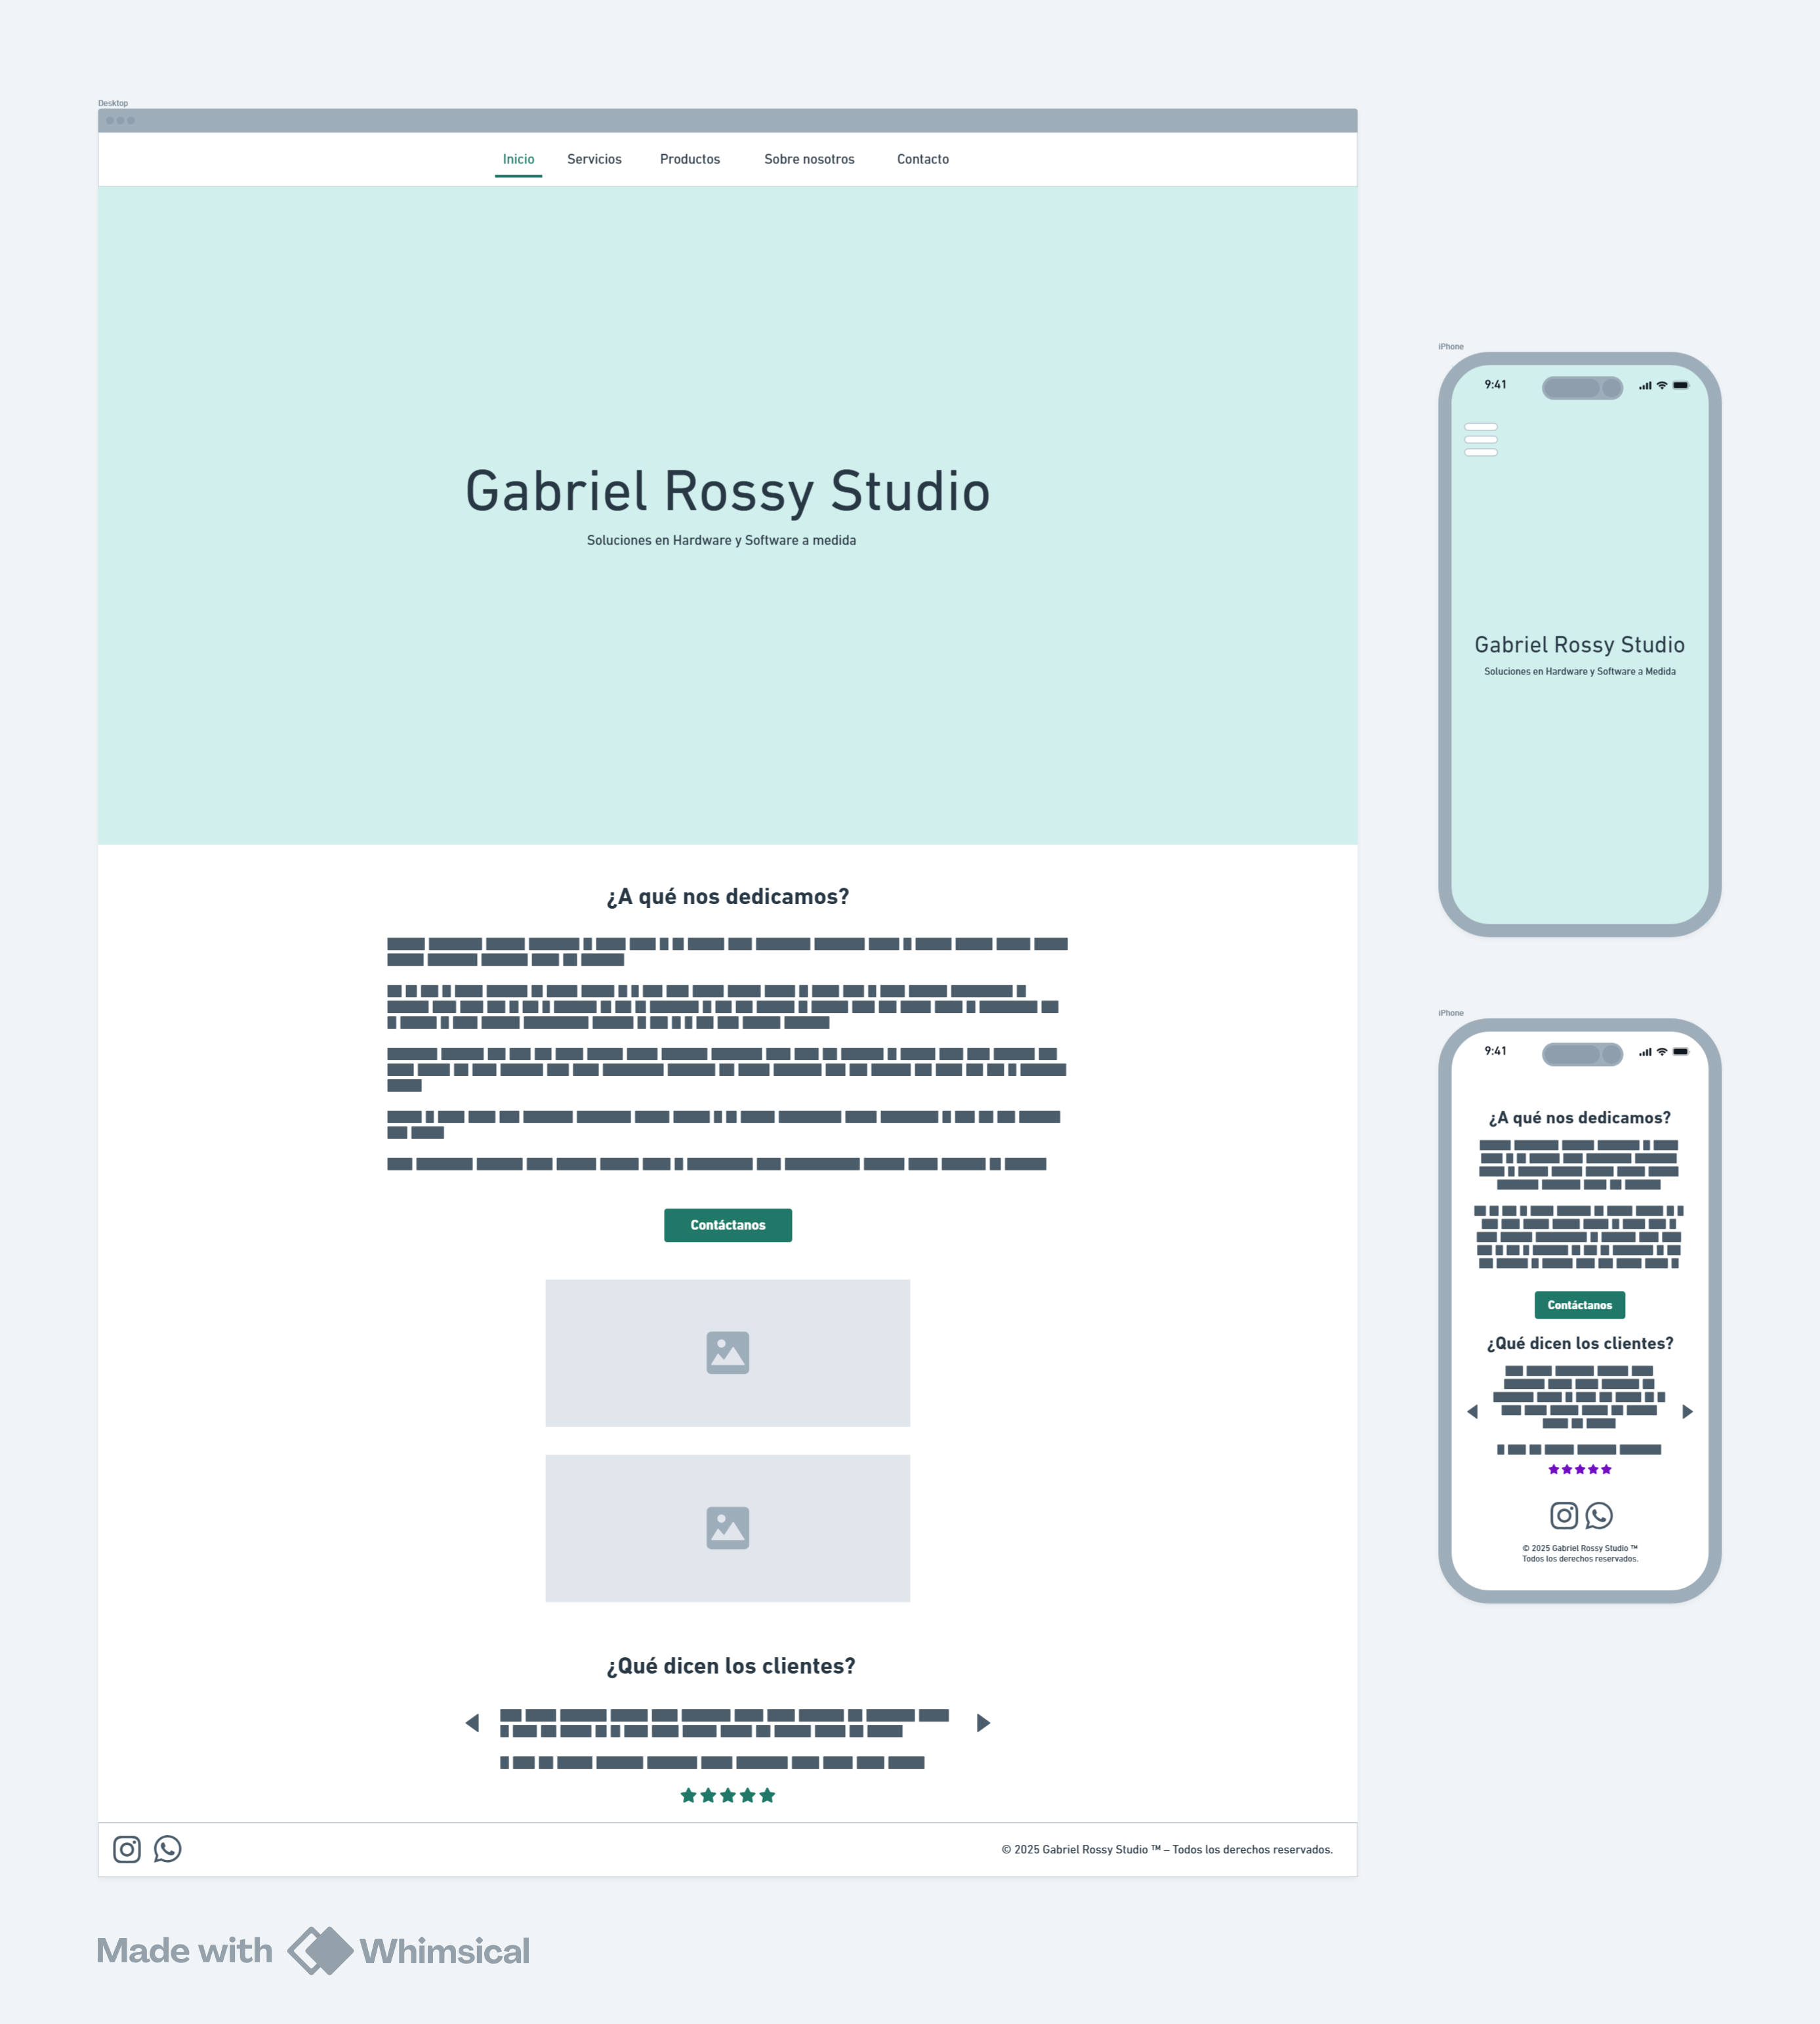 Desktop
Inicio Servicios Productos Sobre nosotros Contacto
Gabriel Rossy Studio
Soluciones en Hardware y Software a medida
¿A qué nos dedicamos?
Contáctanos
¿Qué dicen los clientes?
© 2025 Gabriel Rossy Studio ™ – Todos los derechos reservados.
iPhone
9:41
Gabriel Rossy Studio
Soluciones en Hardware y Software a Medida
iPhone
9:41
¿A qué nos dedicamos?
Contáctanos
¿Qué dicen los clientes?
© 2025 Gabriel Rossy Studio ™
Todos los derechos reservados.
Made with Whimsical